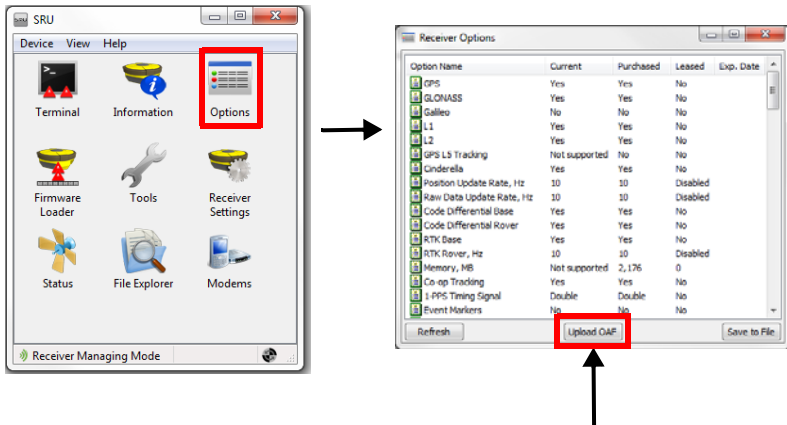 SRU SRU
Device View Help
>_
Terminal Information Options
Firmware Loader Tools Receiver Settings
Status File Explorer Modems
Receiver Managing Mode
Receiver Options
Option Name Current Purchased Leased Exp. Date
GPS Yes Yes No
GLONASS Yes Yes No
Galileo No No No
L1 Yes Yes No
L2 Yes Yes No
GPS L5 Tracking Not supported No No
Cinderella Yes Yes No
Position Update Rate, Hz 10 10 Disabled
Raw Data Update Rate, Hz 10 10 Disabled
Code Differential Base Yes Yes No
Code Differential Rover Yes Yes No
RTK Base Yes Yes No
RTK Rover, Hz 10 10 Disabled
Memory, MB Not supported 2,176 0
Co-op Tracking Yes Yes No
1-PPS Timing Signal Double Double No
Event Markers No No No
Refresh Upload OAF Save to File